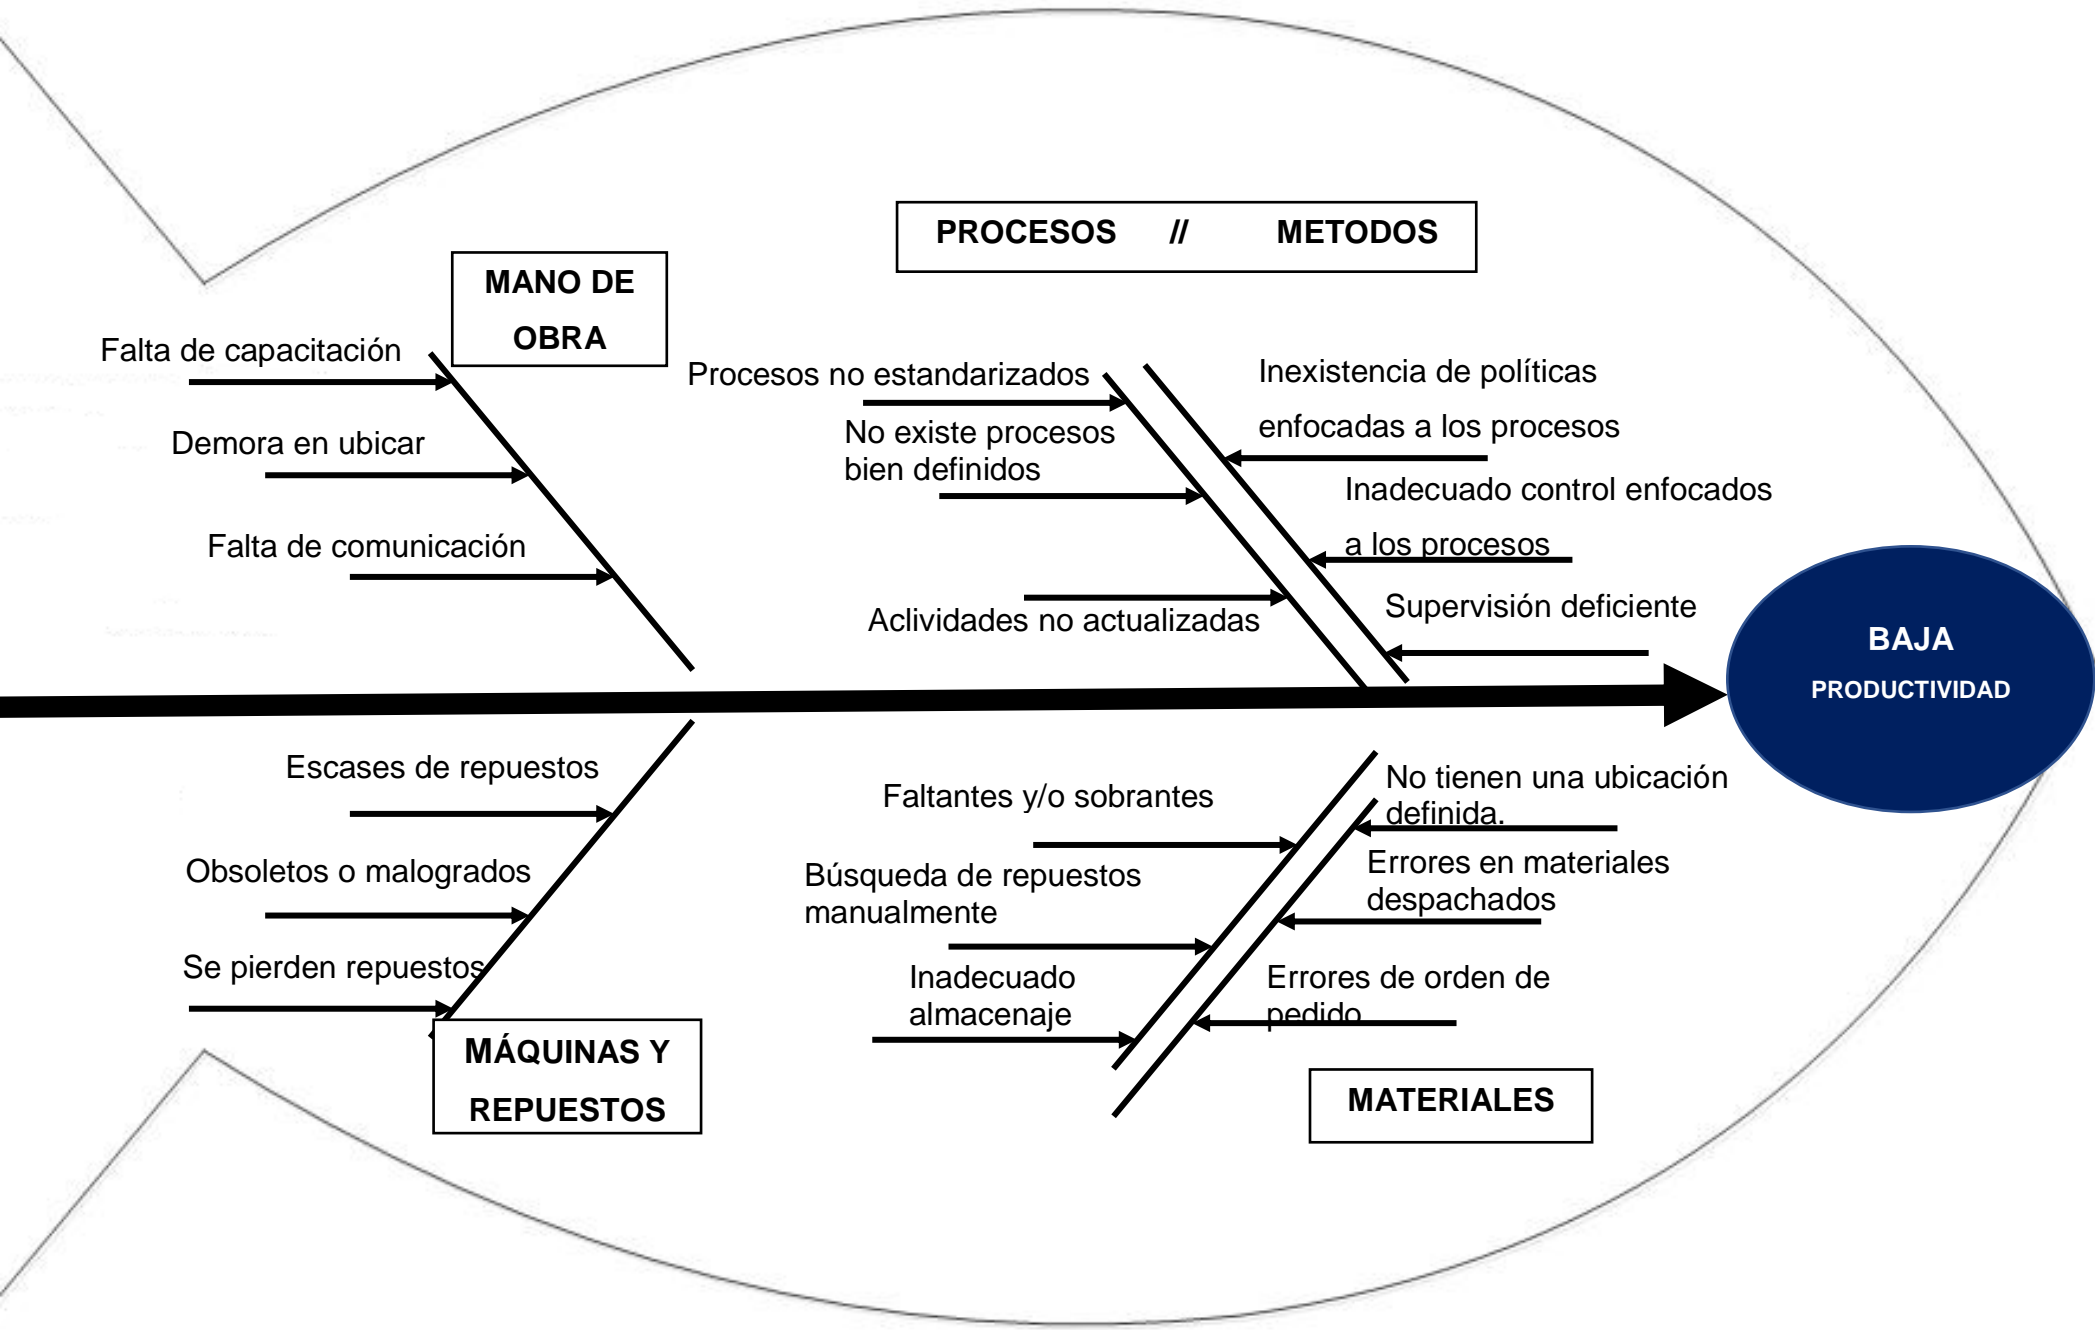 PROCESOS // METODOS
MANO DE
OBRA
Falta de capacitación
Demora en ubicar
Falta de comunicación
Procesos no estandarizados
No existe procesos
bien definidos
Aclividades no actualizadas
Inexistencia de políticas
enfocadas a los procesos
Inadecuado control enfocados
a los procesos
Supervisión deficiente
BAJA
PRODUCTIVIDAD
Escases de repuestos
Obsoletos o malogrados
Se pierden repuestos
MÁQUINAS Y
REPUESTOS
Faltantes y/o sobrantes
Búsqueda de repuestos
manualmente
Inadecuado
almacenaje
No tienen una ubicación
definida.
Errores en materiales
despachados
Errores de orden de
pedido
MATERIALES